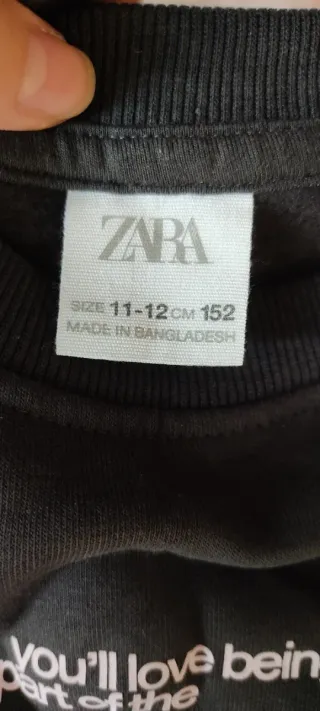 ZARA
SIZE 11-12 CM 152
MADE IN BANGLADESH
you'll love bein
part of the